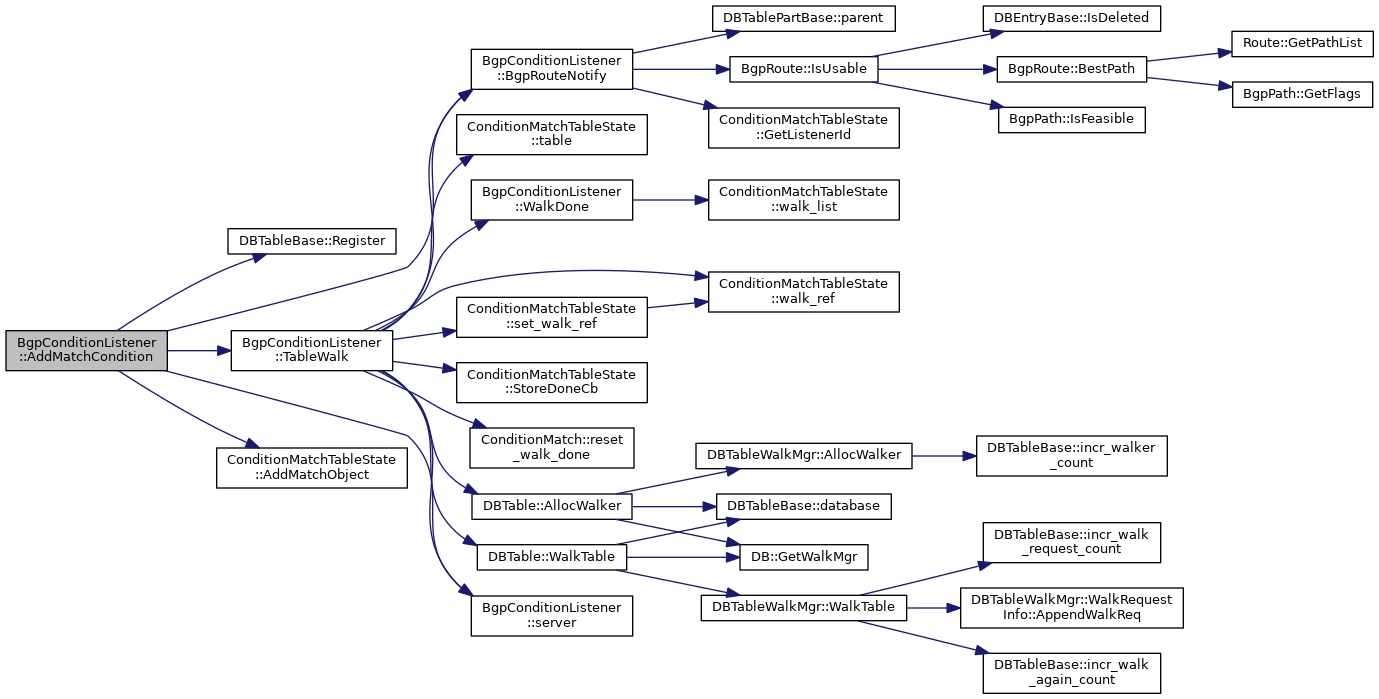 BgpConditionListener
::AddMatchCondition
DBTableBase::Register
BgpConditionListener
::TableWalk
ConditionMatchTableState
::AddMatchObject
BgpConditionListener
::BgpRouteNotify
ConditionMatchTableState
::table
BgpConditionListener
::WalkDone
ConditionMatchTableState
::set_walk_ref
ConditionMatchTableState
::StoreDoneCb
ConditionMatch::reset
_walk_done
DBTable::AllocWalker
DBTable::WalkTable
BgpConditionListener
::server
DBTablePartBase::parent
BgpRoute::IsUsable
ConditionMatchTableState
::GetListenerId
ConditionMatchTableState
::walk_list
ConditionMatchTableState
::walk_ref
DBTableWalkMgr::AllocWalker
DBTableBase::database
DB::GetWalkMgr
DBTableWalkMgr::WalkTable
DBEntryBase::IsDeleted
BgpRoute::BestPath
BgpPath::IsFeasible
DBTableBase::incr_walker
_count
DBTableBase::incr_walk
_request_count
DBTableWalkMgr::WalkRequest
Info::AppendWalkReq
DBTableBase::incr_walk
_again_count
Route::GetPathList
BgpPath::GetFlags